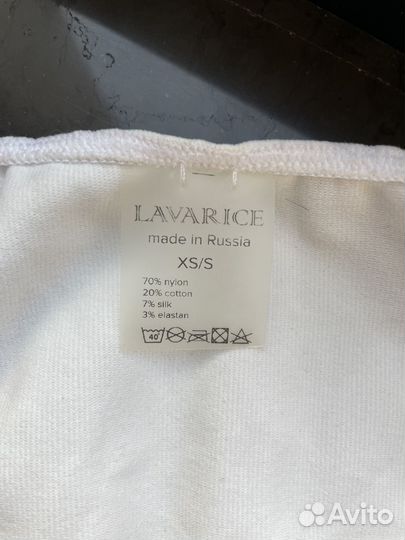 LAVARICE
made in Russia
XS/S
70% nylon
20% cotton
7% silk
3% elastan
40°
Avito